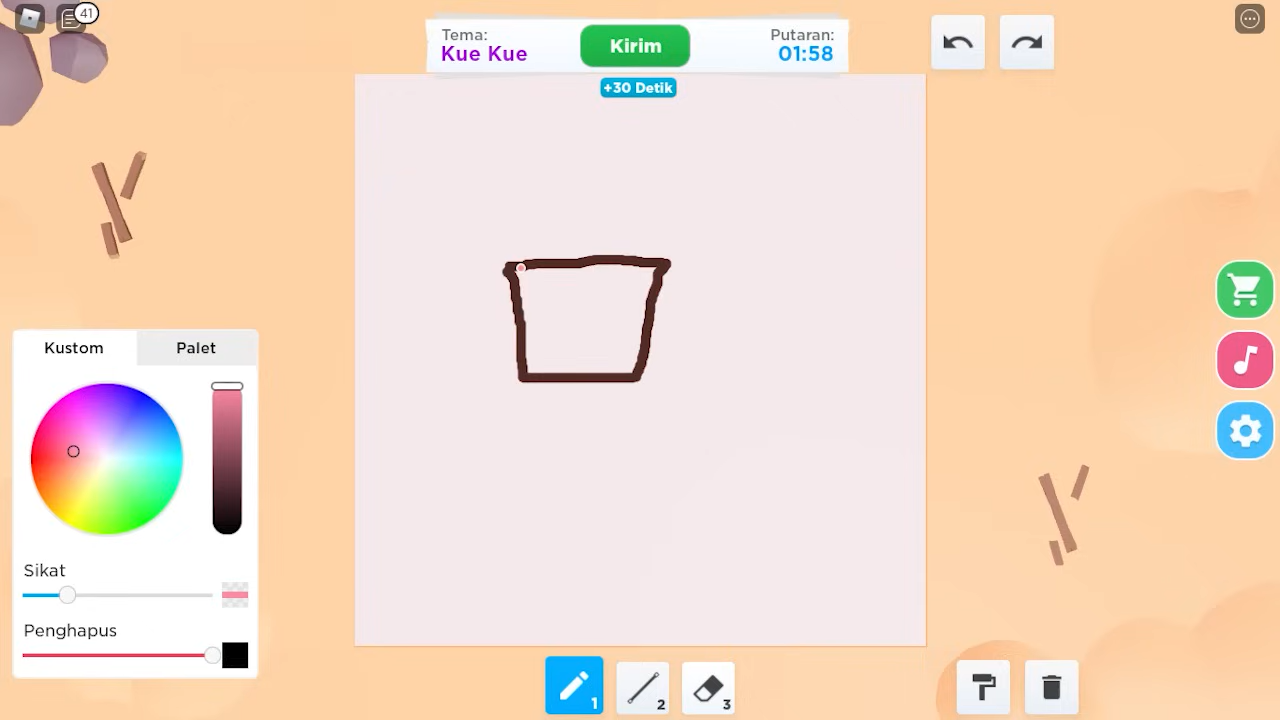 41
Tema:
Kue Kue
Kirim
Putaran:
01:58
+30 Detik
Kustom
Palet
Sikat
Penghapus
1
2
3